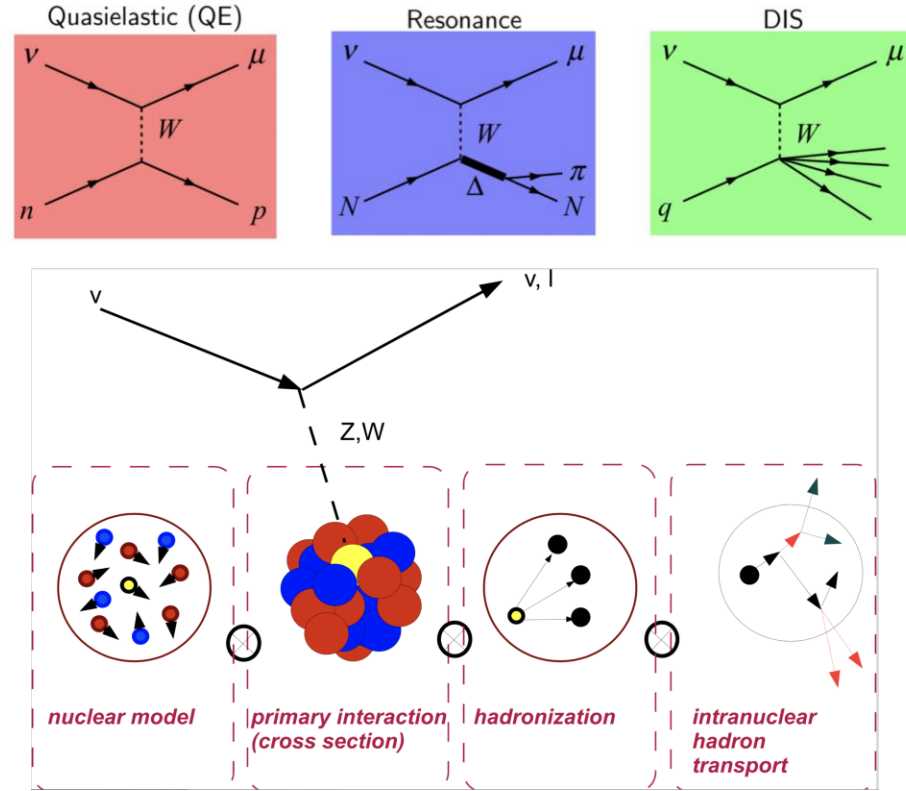 Quasielastic (QE)
Resonance
DIS
ν
μ
W
n
p
ν
μ
W
Δ
π
N
N
ν
μ
W
q
v
v, l
Z,W
nuclear model
primary interaction
(cross section)
hadronization
intranuclear
hadron
transport